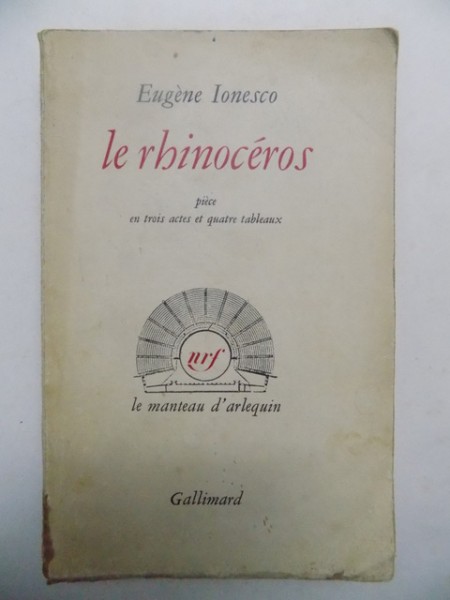 Eugène Ionesco
le rhinocéros
pièce
en trois actes et quatre tableaux
nrf
le manteau d'arlequin
Gallimard